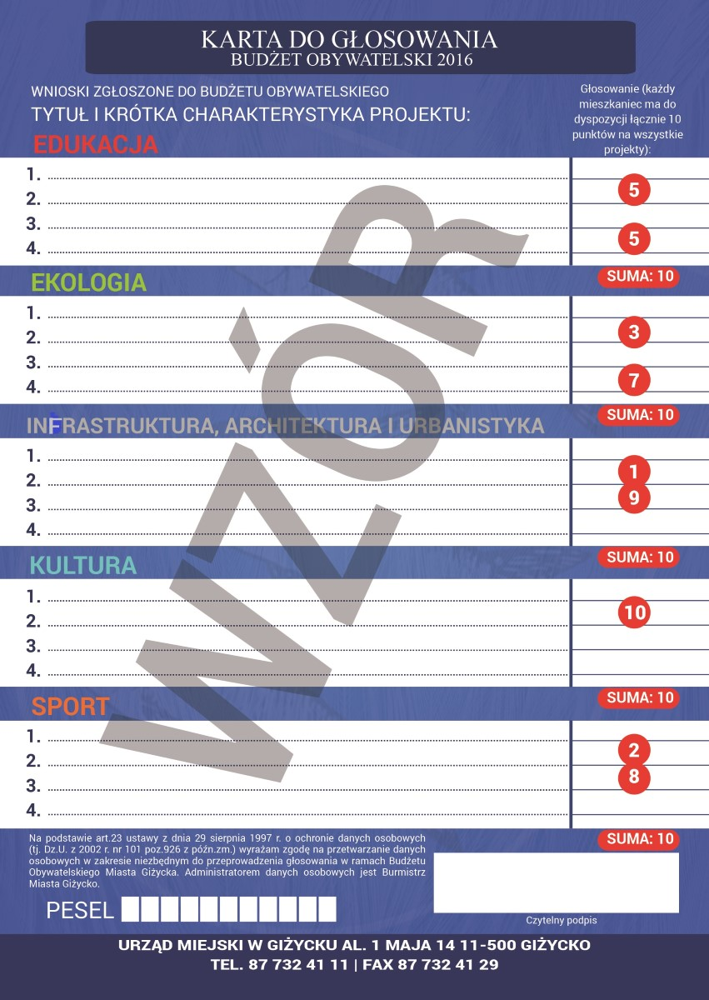 KARTA DO GŁOSOWANIA
BUDŻET OBYWATELSKI 2016
WNIOSKI ZGŁOSZONE DO BUDŻETU OBYWATELSKIEGO
TYTUŁ I KRÓTKA CHARAKTERYSTYKA PROJEKTU:
Głosowanie (każdy
mieszkaniec ma do
dyspozycji łącznie 10
punktów na wszystkie
projekty):
EDUKACJA
1.
2.
5
3.
4.
5
EKOLOGIA
SUMA: 10
1.
2.
3
3.
4.
7
INFRASTRUKTURA, ARCHITEKTURA I URBANISTYKA
SUMA: 10
1.
2.
1
3.
9
4.
KULTURA
SUMA: 10
1.
2.
10
3.
4.
SPORT
SUMA: 10
1.
2.
2
3.
8
4.
SUMA: 10
WZÓR
Na podstawie art.23 ustawy z dnia 29 sierpnia 1997 r. o ochronie danych osobowych
(tj. Dz.U. z 2002 r. nr 101 poz.926 z późn.zm.) wyrażam zgodę na przetwarzanie danych
osobowych w zakresie niezbędnym do przeprowadzenia głosowania w ramach Budżetu
Obywatelskiego Miasta Giżycka. Administratorem danych osobowych jest Burmistrz
Miasta Giżycko.
PESEL
Czytelny podpis
URZĄD MIEJSKI W GIŻYCKU AL. 1 MAJA 14 11-500 GIŻYCKO
TEL. 87 732 41 11 | FAX 87 732 41 29